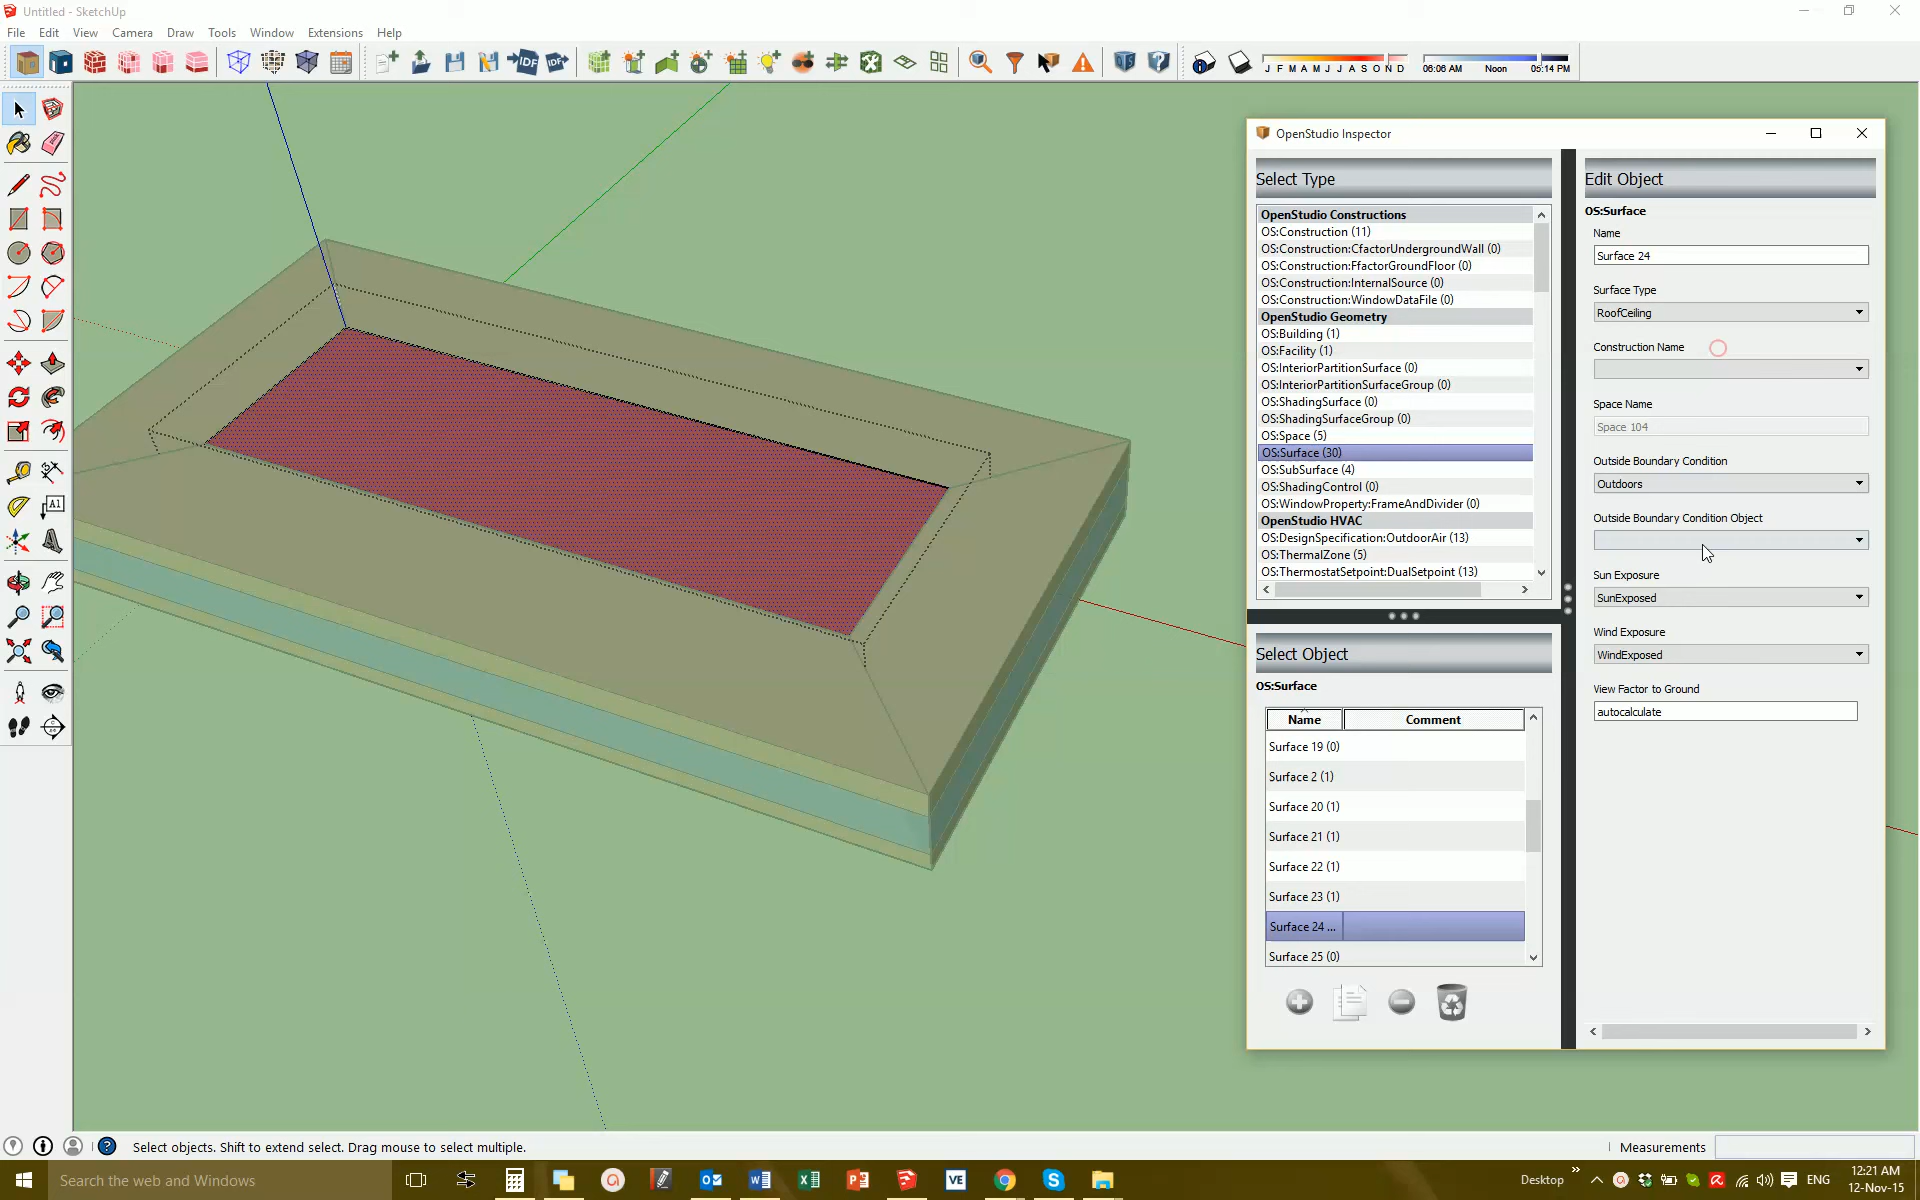 Untitled - SketchUp
File Edit View Camera Draw Tools Window Extensions Help
IDF IDF
J F M A M J J A S O N D 06:06 AM Noon 05:14 PM
OpenStudio Inspector
Select Type
OpenStudio Constructions
OS:Construction (11)
OS:Construction:CfactorUndergroundWall (0)
OS:Construction:FfactorGroundFloor (0)
OS:Construction:InternalSource (0)
OS:Construction:WindowDataFile (0)
OpenStudio Geometry
OS:Building (1)
OS:Facility (1)
OS:InteriorPartitionSurface (0)
OS:InteriorPartitionSurfaceGroup (0)
OS:ShadingSurface (0)
OS:ShadingSurfaceGroup (0)
OS:Space (5)
OS:Surface (30)
OS:SubSurface (4)
OS:ShadingControl (0)
OS:WindowProperty:FrameAndDivider (0)
OpenStudio HVAC
OS:DesignSpecification:OutdoorAir (13)
OS:ThermalZone (5)
OS:ThermostatSetpoint:DualSetpoint (13)
Select Object
OS:Surface
Name Comment
Surface 19 (0)
Surface 2 (1)
Surface 20 (1)
Surface 21 (1)
Surface 22 (1)
Surface 23 (1)
Surface 24 ...
Surface 25 (0)
Edit Object
OS:Surface
Name
Surface 24
Surface Type
RoofCeiling
Construction Name
Space Name
Space 104
Outside Boundary Condition
Outdoors
Outside Boundary Condition Object
Sun Exposure
SunExposed
Wind Exposure
WindExposed
View Factor to Ground
autocalculate
Select objects. Shift to extend select. Drag mouse to select multiple.
Measurements
Search the web and Windows
VE
Desktop
ENG
12:21 AM
12-Nov-15